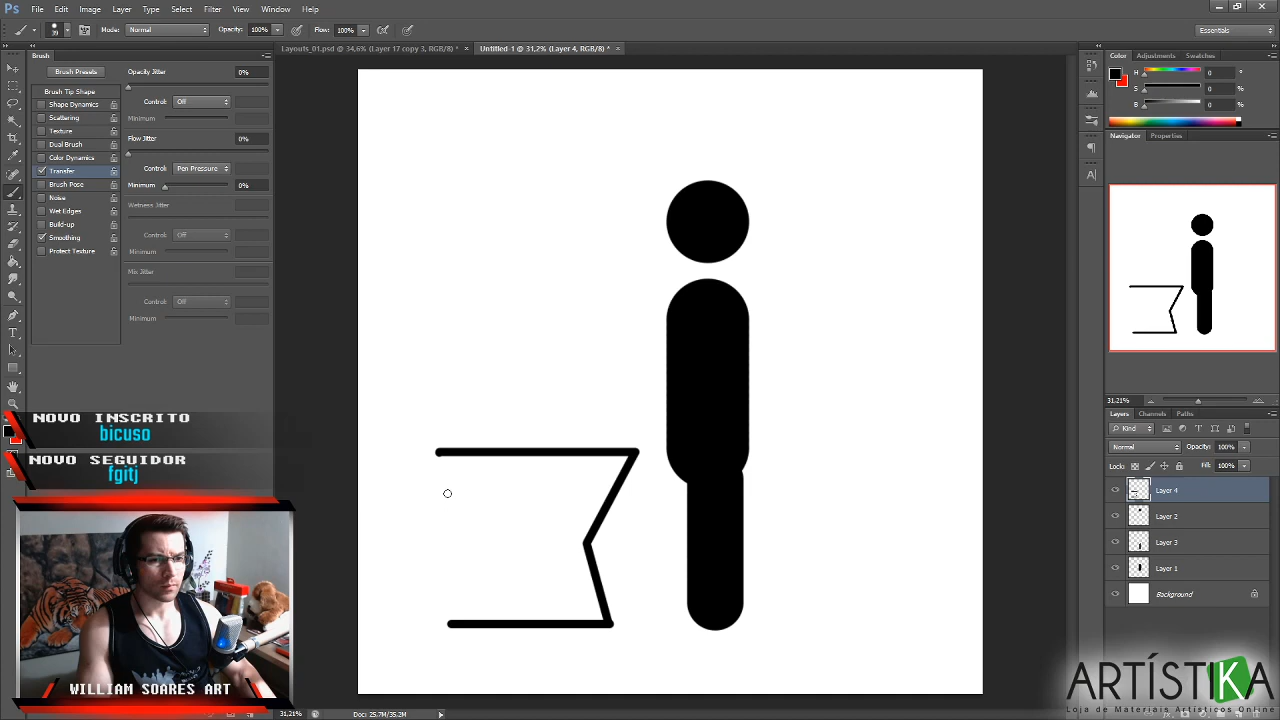 Ps File Edit Image Layer Type Select Filter Edit View Window Help
39 Mode: Normal Opacity: 100% Flow: 100% Essentials
Layouts_01.psd @ 34,6% (Layer 17 copy 3, RGB/8) * × Untitled-1 @ 31,2% (Layer 4, RGB/8) * ×
Brush
Brush Presets
Brush Tip Shape
Shape Dynamics
Scattering
Texture
Dual Brush
Color Dynamics
Transfer
Brush Pose
Noise
Wet Edges
Build-up
Smoothing
Protect Texture
Opacity Jitter 0%
Control: Off
Minimum
Flow Jitter 0%
Control: Pen Pressure
Minimum 0%
Wetness Jitter
Control: Off
Minimum
Mix Jitter
Control: Off
Minimum
Color Adjustments Swatches
H 0 °
S 0 %
B 0 %
Navigator Properties
31,21%
Layers Channels Paths
Kind
Normal Opacity: 100%
Lock: Fill: 100%
Layer 4
Layer 2
Layer 3
Layer 1
Background
NOVO INSCRITO
bicuso
NOVO SEGUIDOR
fgitj
WILLIAM SOARES ART
31,21% Doc: 25,7M/35,2M
ARTÍSTIKA
Loja de Materiais Artísticos Online